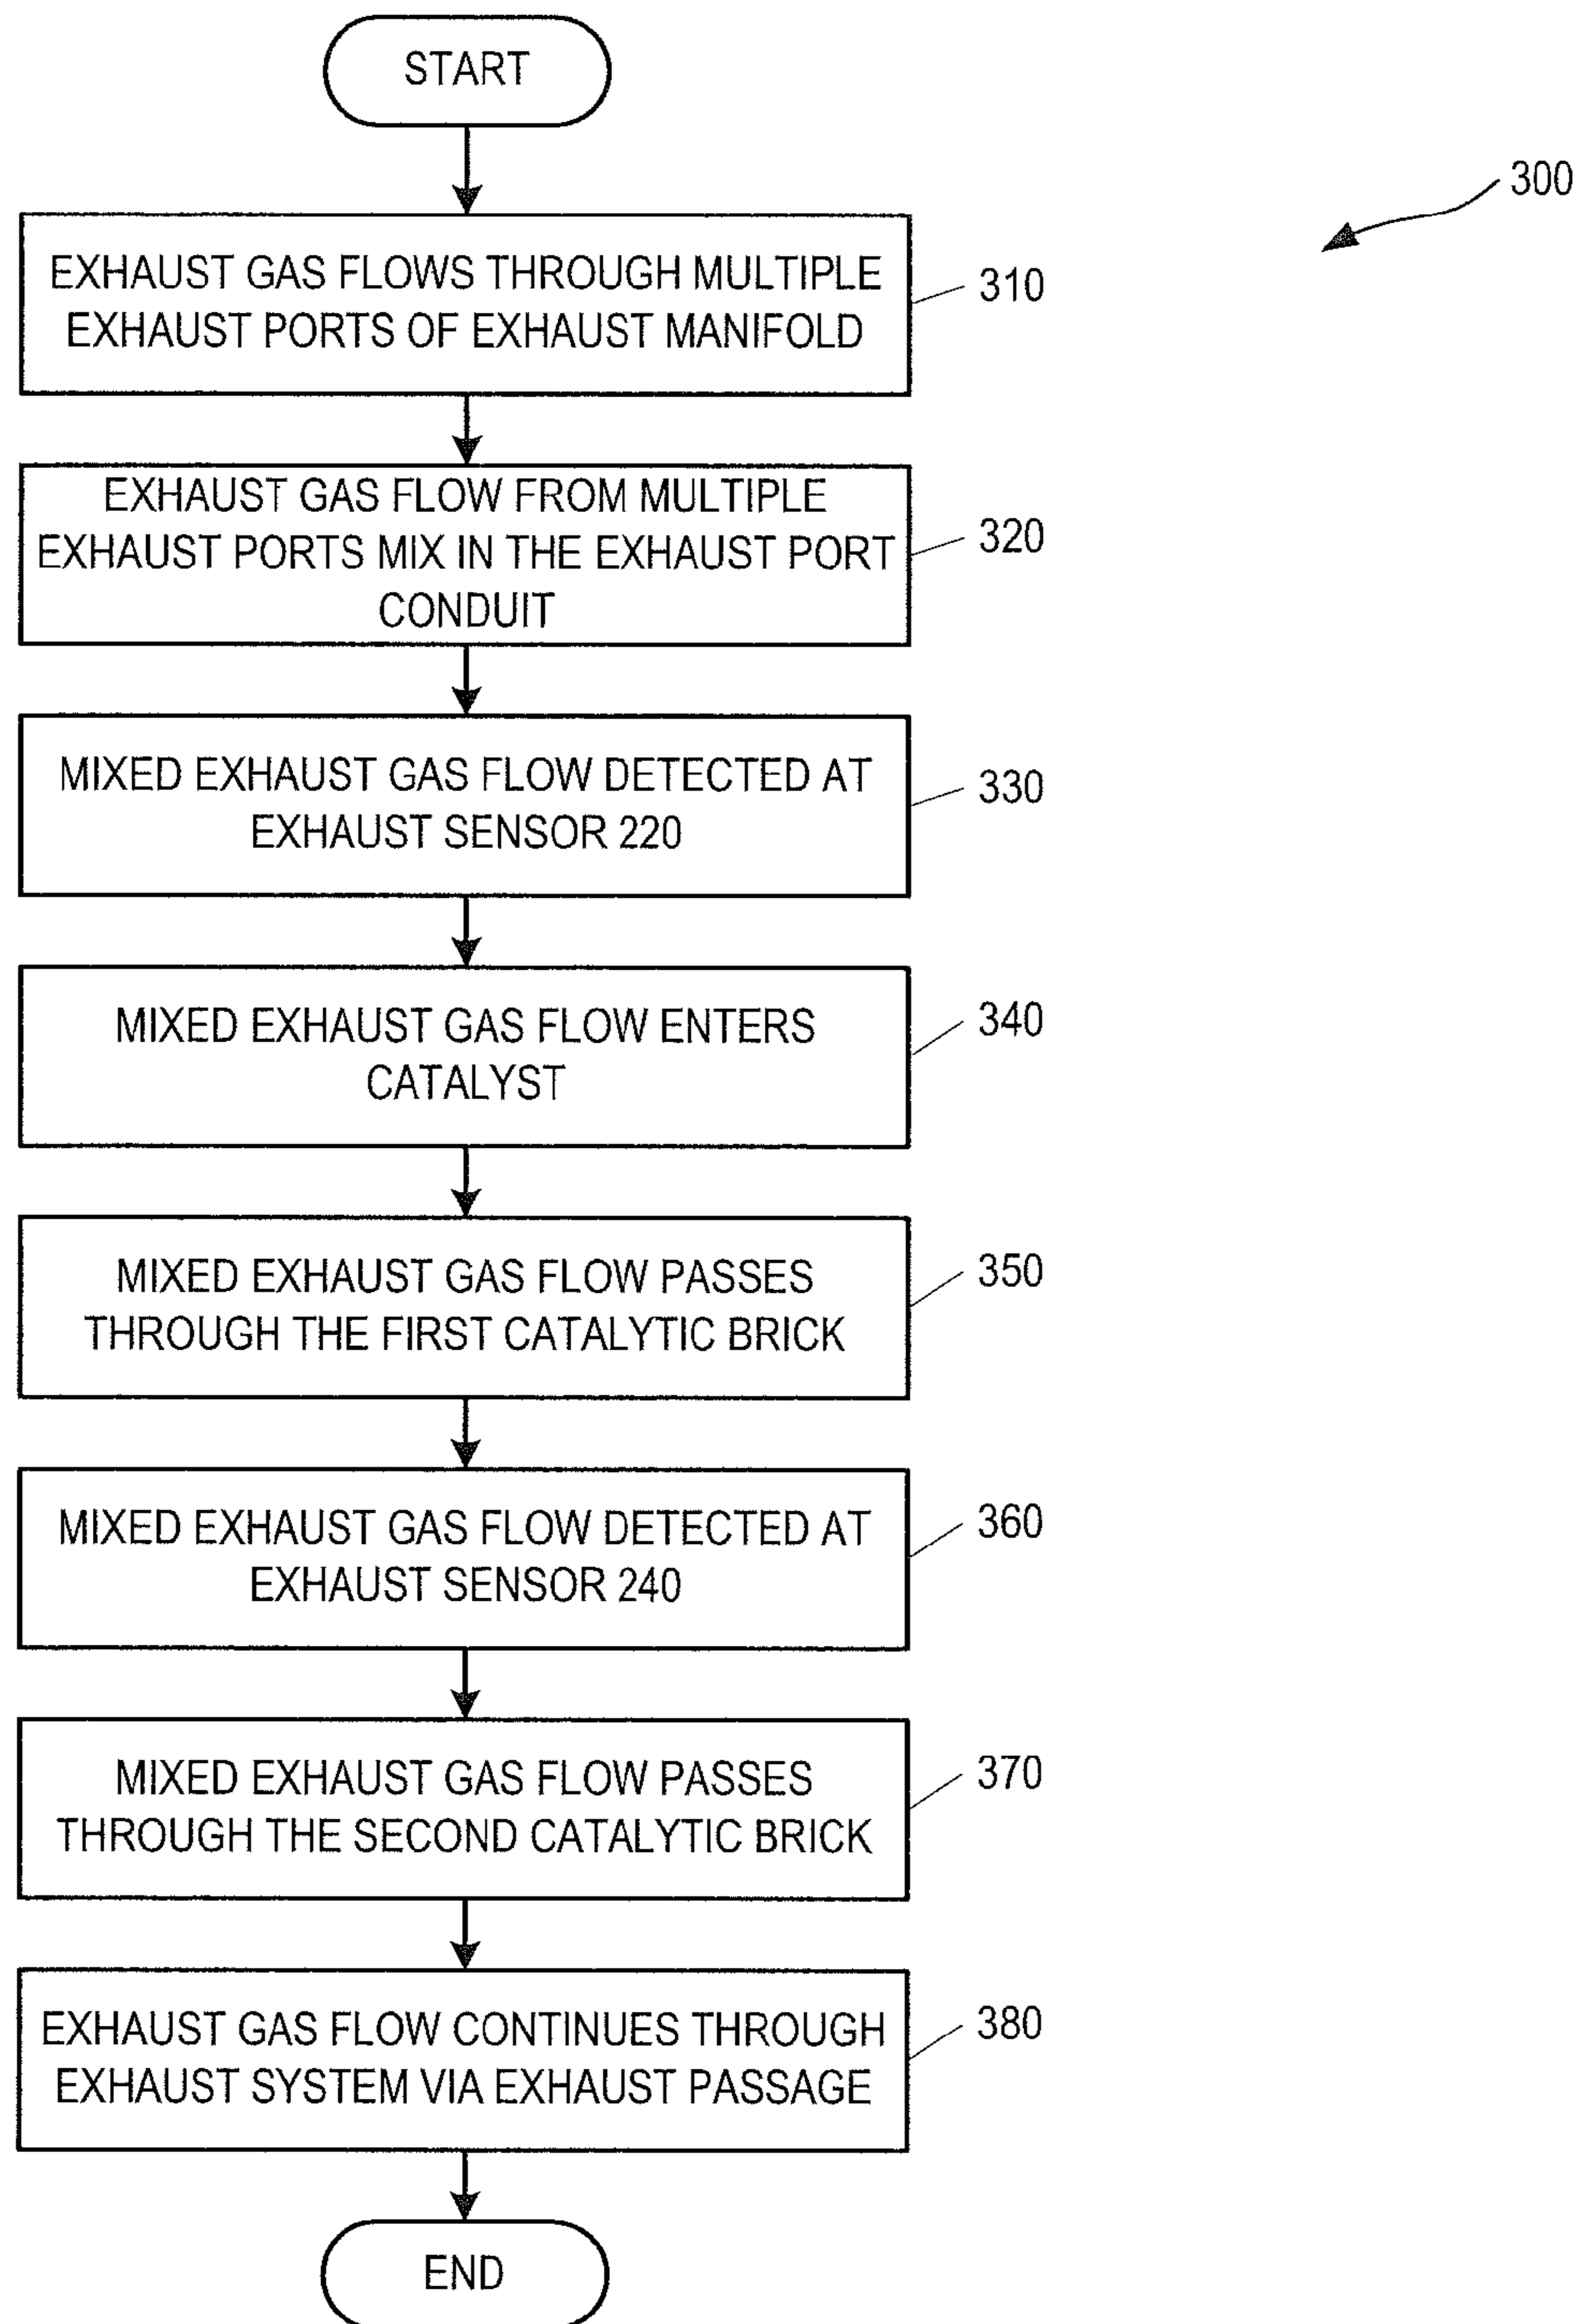 START
300
EXHAUST GAS FLOWS THROUGH MULTIPLE
EXHAUST PORTS OF EXHAUST MANIFOLD
310
EXHAUST GAS FLOW FROM MULTIPLE
EXHAUST PORTS MIX IN THE EXHAUST PORT
CONDUIT
320
MIXED EXHAUST GAS FLOW DETECTED AT
EXHAUST SENSOR 220
330
MIXED EXHAUST GAS FLOW ENTERS
CATALYST
340
MIXED EXHAUST GAS FLOW PASSES
THROUGH THE FIRST CATALYTIC BRICK
350
MIXED EXHAUST GAS FLOW DETECTED AT
EXHAUST SENSOR 240
360
MIXED EXHAUST GAS FLOW PASSES
THROUGH THE SECOND CATALYTIC BRICK
370
EXHAUST GAS FLOW CONTINUES THROUGH
EXHAUST SYSTEM VIA EXHAUST PASSAGE
380
END